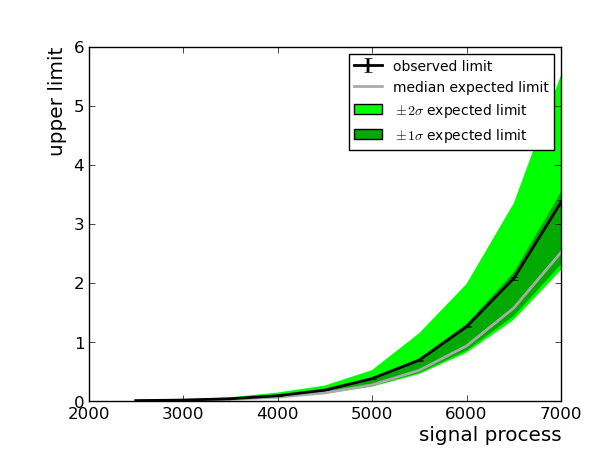 6
5
4
3
2
1
0
upper limit
observed limit
median expected limit
±2σ expected limit
±1σ expected limit
2000 3000 4000 5000 6000 7000
signal process